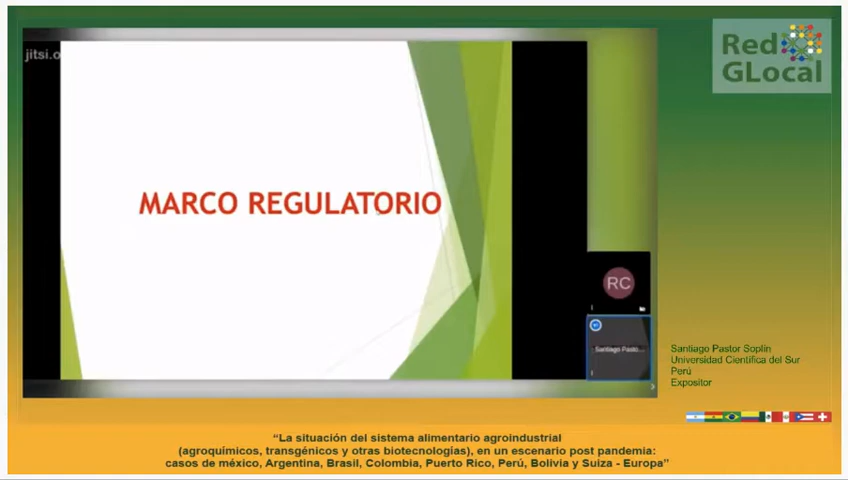 Red
GLocal
jitsi.o
MARCO REGULATORIO
RC
Santiago Pasto...
Santiago Pastor Soplín
Universidad Científica del Sur
Perú
Expositor
“La situación del sistema alimentario agroindustrial
(agroquímicos, transgénicos y otras biotecnologías), en un escenario post pandemia:
casos de méxico, Argentina, Brasil, Colombia, Puerto Rico, Perú, Bolivia y Suiza - Europa”